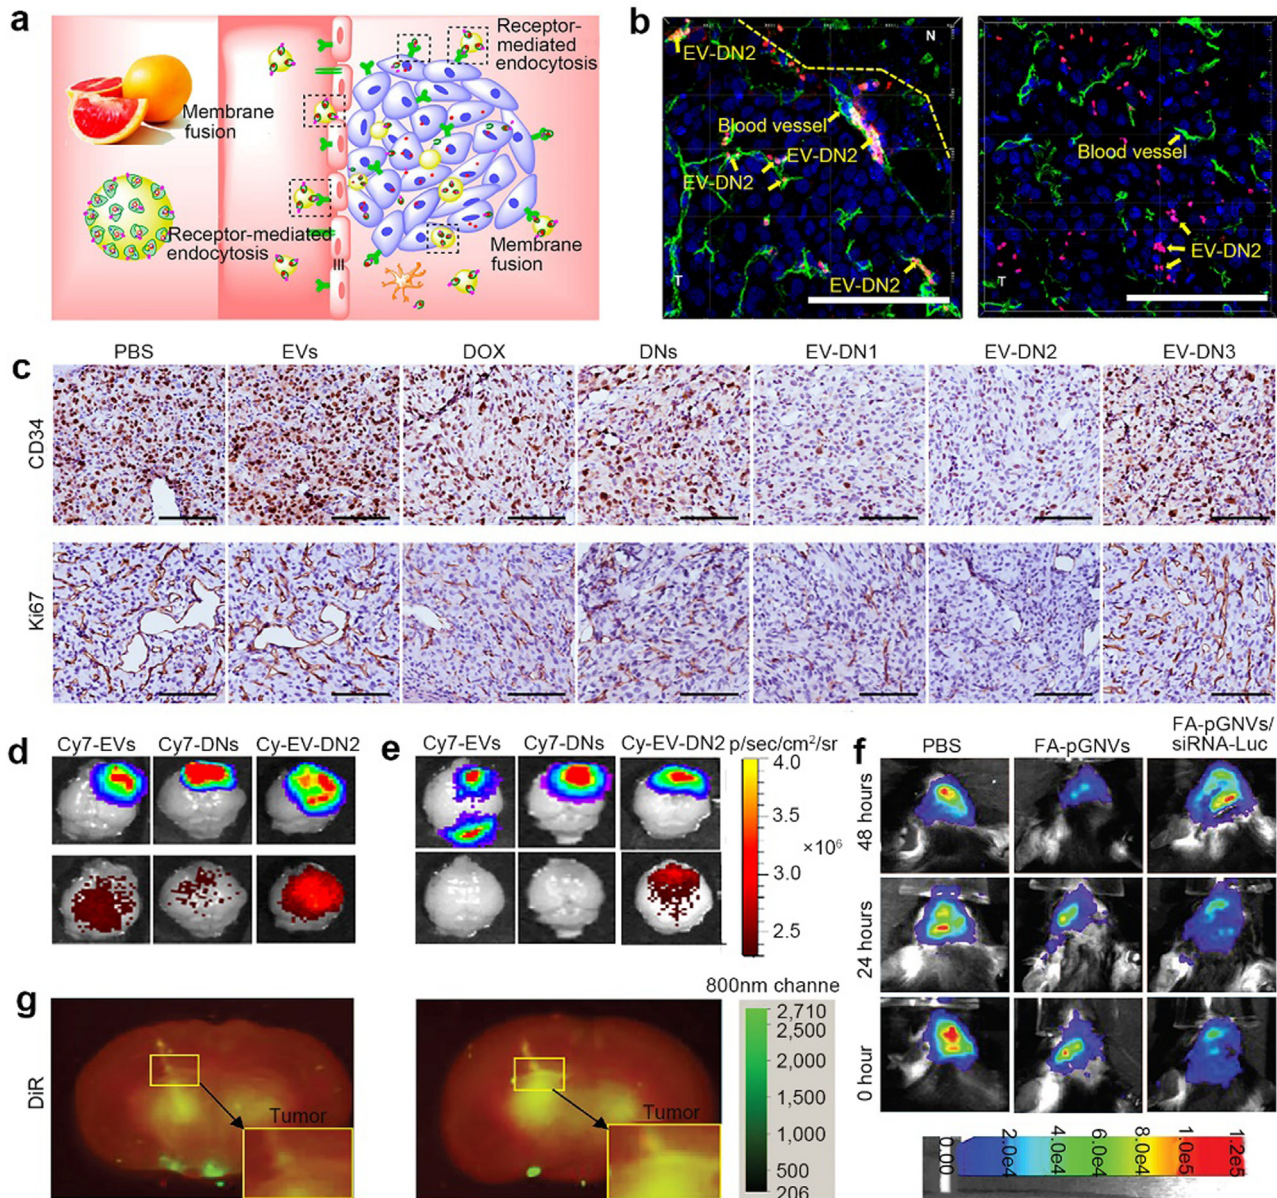 a
Membrane
fusion
Receptor-mediated
endocytosis
Receptor-
mediated
endocytosis
Membrane
fusion
b
EV-DN2
N
Blood vessel
EV-DN2
EV-DN2
EV-DN2
T
Blood vessel
EV-DN2
T
c
PBS EVs DOX DNs EV-DN1 EV-DN2 EV-DN3
CD34
Ki67
d
Cy7-EVs Cy7-DNs Cy-EV-DN2
e
Cy7-EVs Cy7-DNs Cy-EV-DN2
p/sec/cm²/sr
4.0
3.5
×10⁶
3.0
2.5
f
PBS FA-pGNVs FA-pGNVs/
siRNA-Luc
48 hours
24 hours
0 hour
0.00 2.0e4 4.0e4 6.0e4 8.0e4 1.0e5 1.2e5
g
DiR
Tumor
Tumor
800nm channe
2,710
2,500
2,000
1,500
1,000
500
206